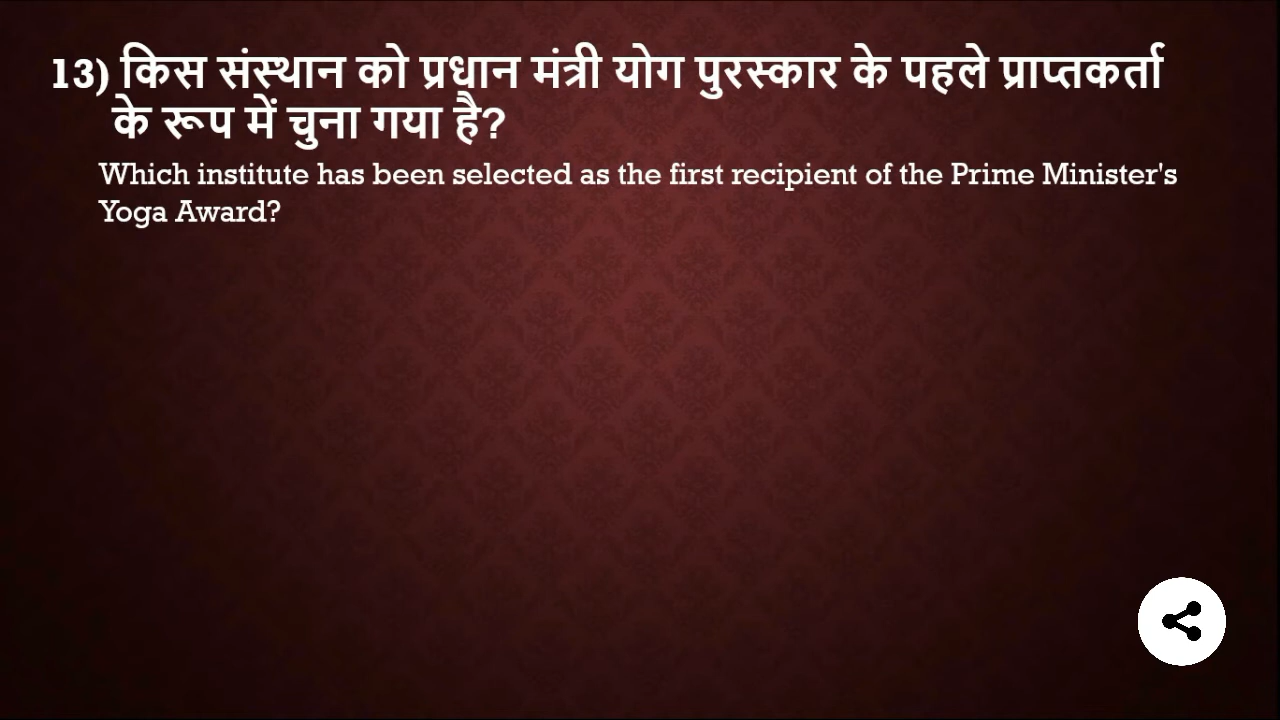 13) किस संस्थान को प्रधान मंत्री योग पुरस्कार के पहले प्राप्तकर्ता
के रूप में चुना गया है?
Which institute has been selected as the first recipient of the Prime Minister's
Yoga Award?